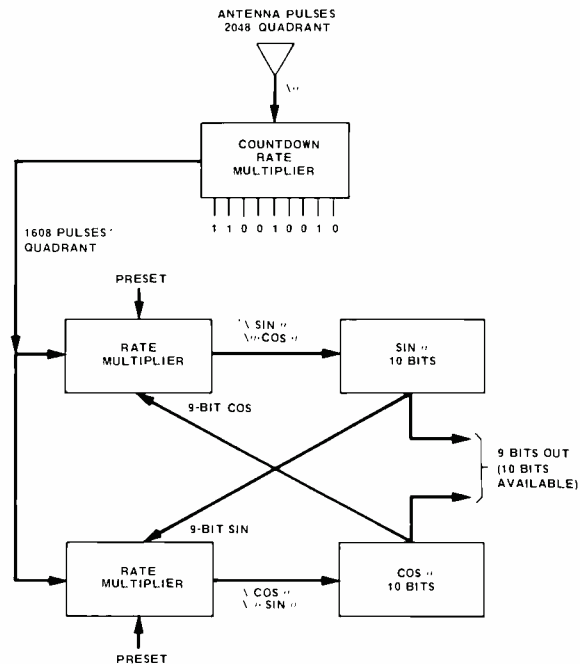 ANTENNA PULSES
2048 QUADRANT
COUNTDOWN
RATE
MULTIPLIER
1 1 0 0 1 0 0 1 0
1608 PULSES
QUADRANT
PRESET
RATE
MULTIPLIER
SIN
COS
SIN
10 BITS
9-BIT COS
9 BITS OUT
(10 BITS
AVAILABLE)
9-BIT SIN
RATE
MULTIPLIER
COS
SIN
COS
10 BITS
PRESET